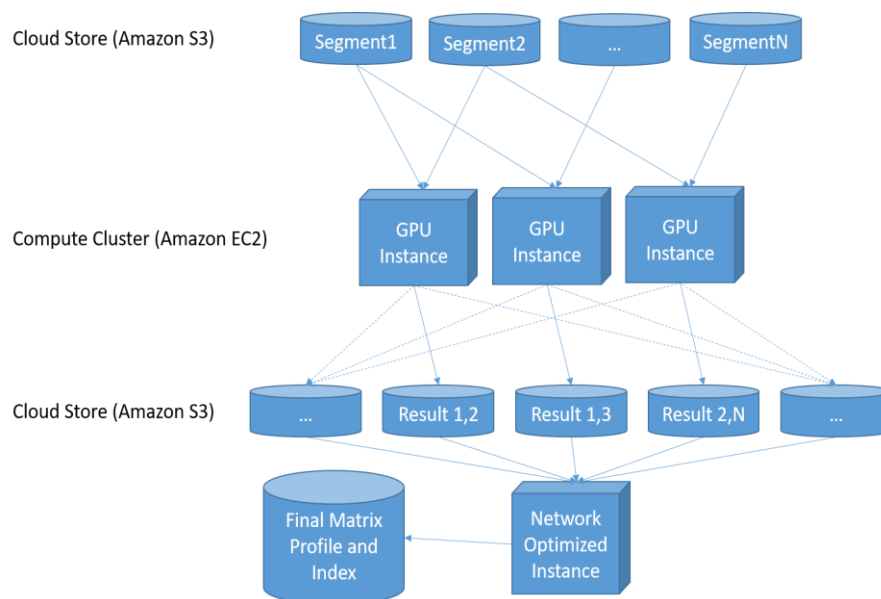 Cloud Store (Amazon S3)
Segment1
Segment2
...
SegmentN
Compute Cluster (Amazon EC2)
GPU
Instance
GPU
Instance
GPU
Instance
Cloud Store (Amazon S3)
...
Result 1,2
Result 1,3
Result 2,N
...
Final Matrix
Profile and
Index
Network
Optimized
Instance